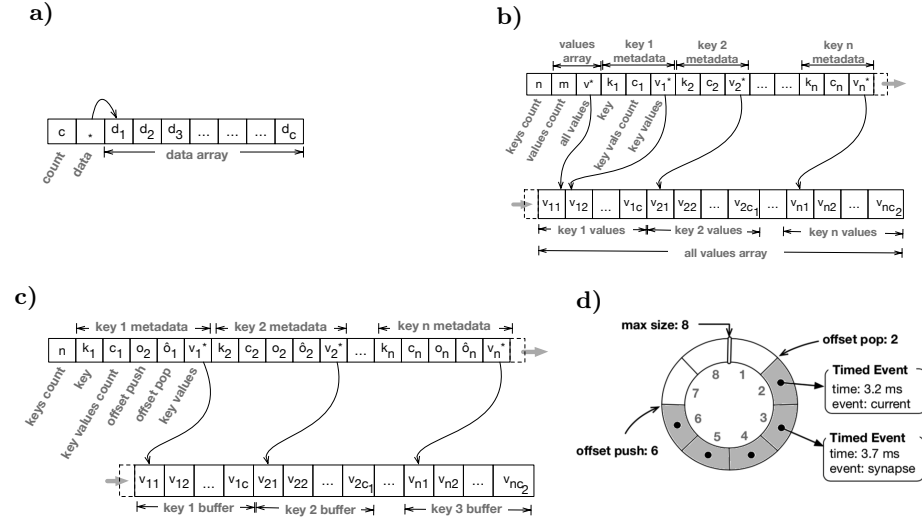 a)
c * d1 d2 d3 ... ... ... dc
count
data
data array
b)
values array
key 1 metadata
key 2 metadata
key n metadata
n m v* k1 c1 v1* k2 c2 v2* ... ... kn cn vn*
keys count
values count
all values
key
key vals count
key values
v11 v12 ... v1c v21 v22 ... v2c1 vn1 vn2 ... vnc2
key 1 values
key 2 values
key n values
all values array
c)
key 1 metadata
key 2 metadata
key n metadata
n k1 c1 o2 ô1 v1* k2 c2 o2 ô2 v2* ... kn cn on ôn vn*
keys count
key
key values count
offset push
offset pop
key values
v11 v12 ... v1c v21 v22 ... v2c1 vn1 vn2 ... vnc2
key 1 buffer
key 2 buffer
key 3 buffer
d)
max size: 8
offset pop: 2
8 1
7 2
6 3
5 4
Timed Event
time: 3.2 ms
event: current
offset push: 6
Timed Event
time: 3.7 ms
event: synapse